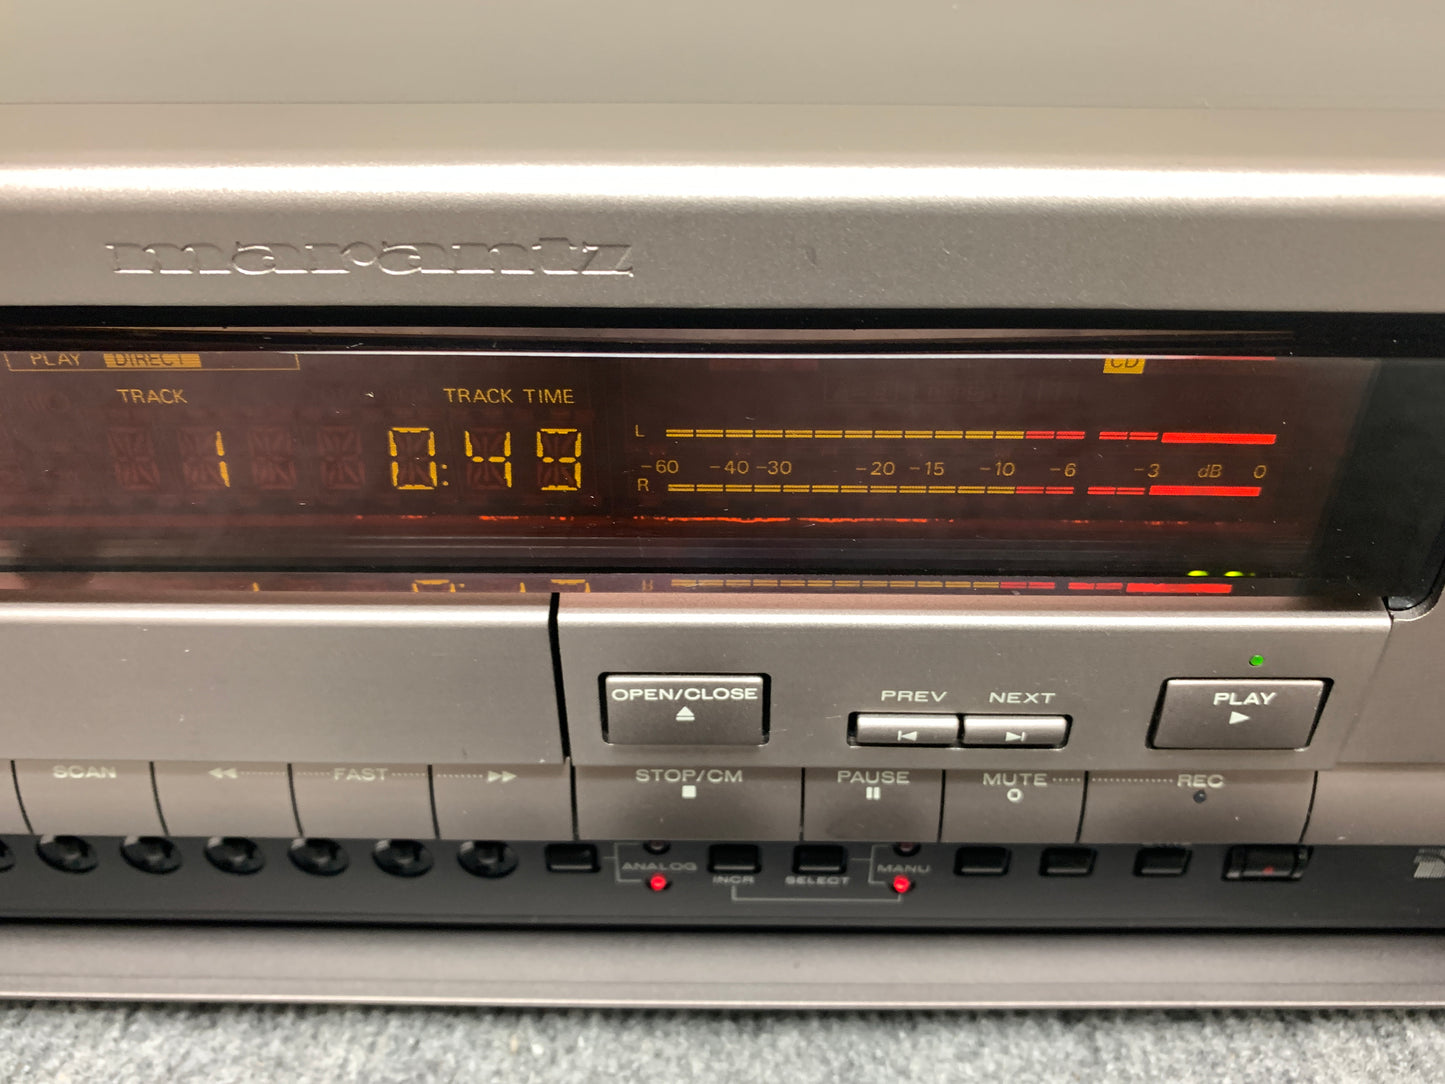 marantz
PLAY DIRECT CD
TRACK TRACK TIME
1 0:49
L
-60 -40 -30 -20 -15 -10 -6 -3 dB 0
R
OPEN/CLOSE
PREV NEXT
PLAY
SCAN
FAST
STOP/CM
PAUSE
MUTE
REC
ANALOG
INCR
SELECT
MANU